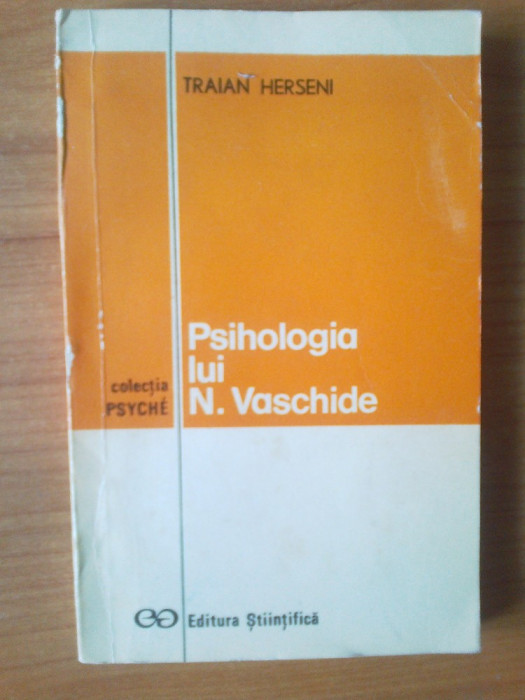 TRAIAN HERSENI
Psihologia
lui
N. Vaschide
colecția
PSYCHÉ
Editura Științifică